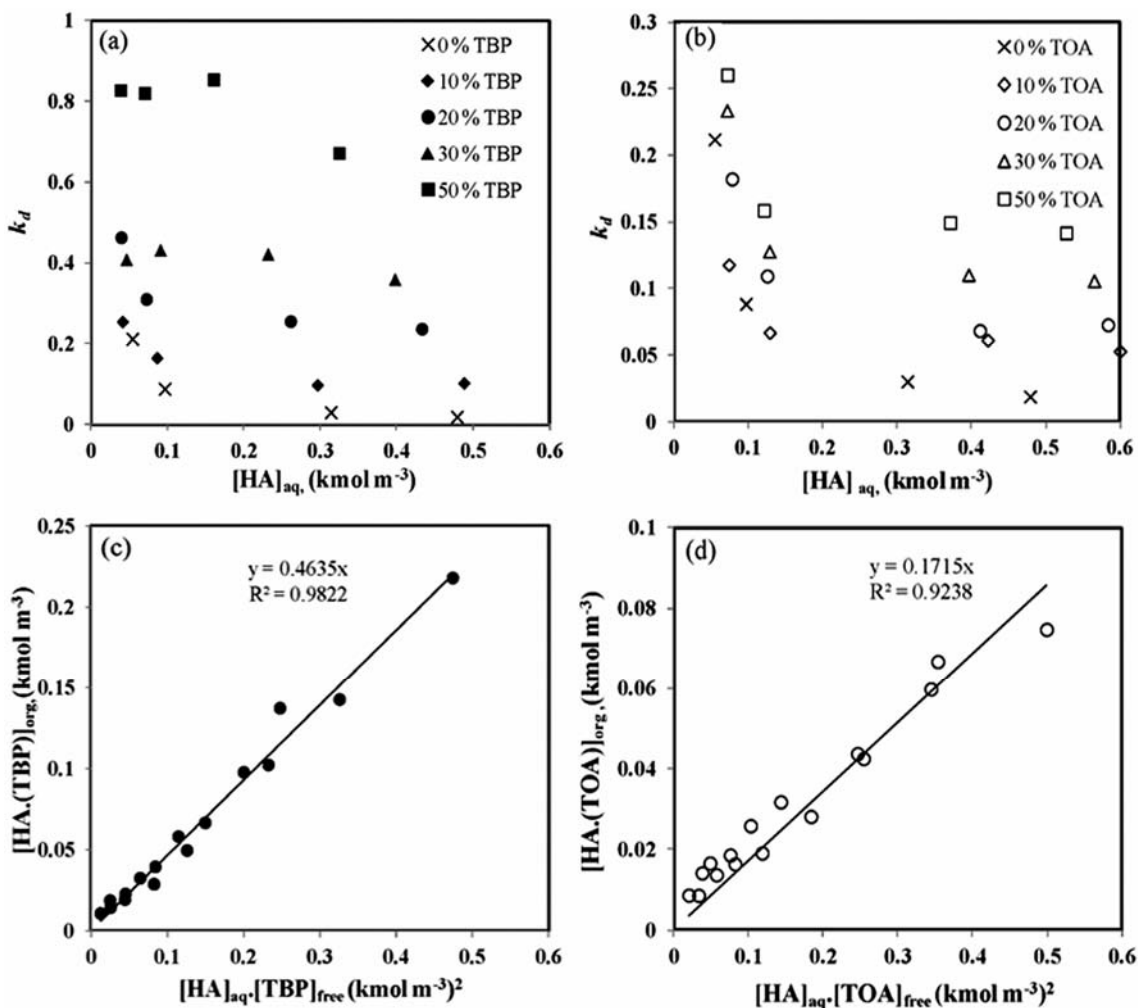 (a)
× 0% TBP
◆ 10% TBP
● 20% TBP
▲ 30% TBP
■ 50% TBP
1
0.8
0.6
0.4
0.2
0
k_d
0 0.1 0.2 0.3 0.4 0.5 0.6
[HA]aq, (kmol m-3)
(b)
× 0% TOA
◇ 10% TOA
○ 20% TOA
△ 30% TOA
□ 50% TOA
0.3
0.25
0.2
0.15
0.1
0.05
0
k_d
0 0.1 0.2 0.3 0.4 0.5 0.6
[HA] aq, (kmol m-3)
(c)
y = 0.4635x
R² = 0.9822
0.25
0.2
0.15
0.1
0.05
0
[HA.(TBP)]org,(kmol m-3)
0 0.1 0.2 0.3 0.4 0.5 0.6
[HA]aq.[TBP]free (kmol m-3)2
(d)
y = 0.1715x
R² = 0.9238
0.1
0.08
0.06
0.04
0.02
0
[HA.(TOA)]org,(kmol m-3)
0 0.1 0.2 0.3 0.4 0.5 0.6
[HA]aq.[TOA]free (kmol m-3)2